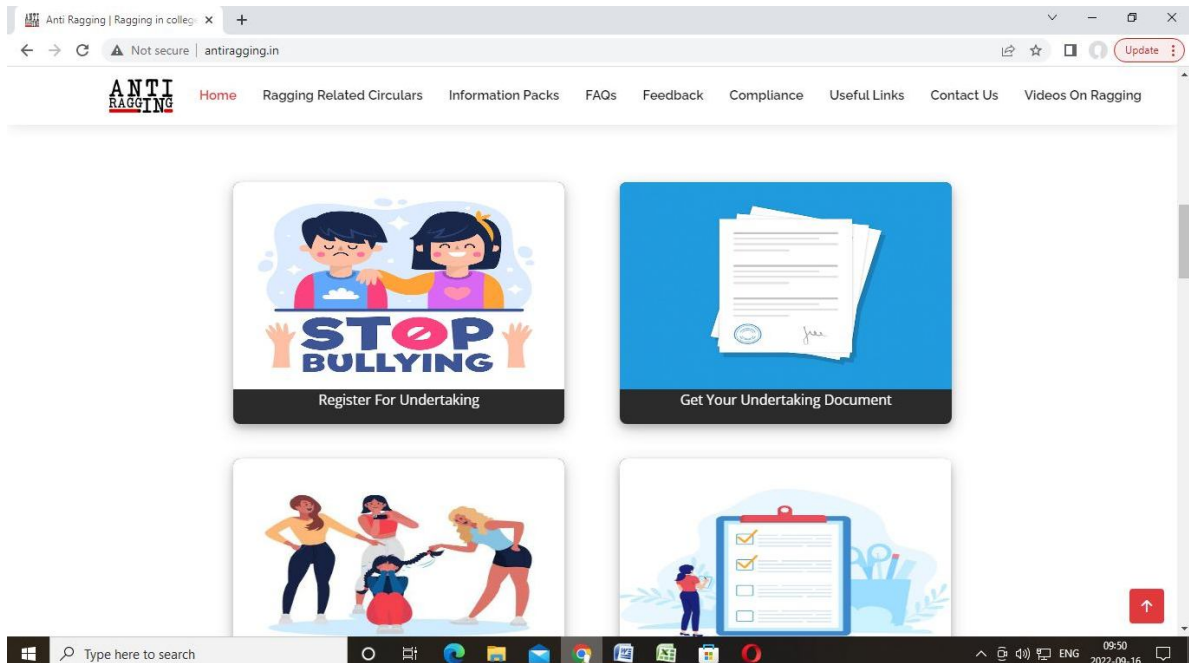 Anti Ragging | Ragging in colleg
Not secure | antiragging.in
Update
ANTI
RAGGING
Home Ragging Related Circulars Information Packs FAQs Feedback Compliance Useful Links Contact Us Videos On Ragging
STOP
BULLYING
Register For Undertaking
Get Your Undertaking Document
Type here to search
ENG
09:50
2022-09-16